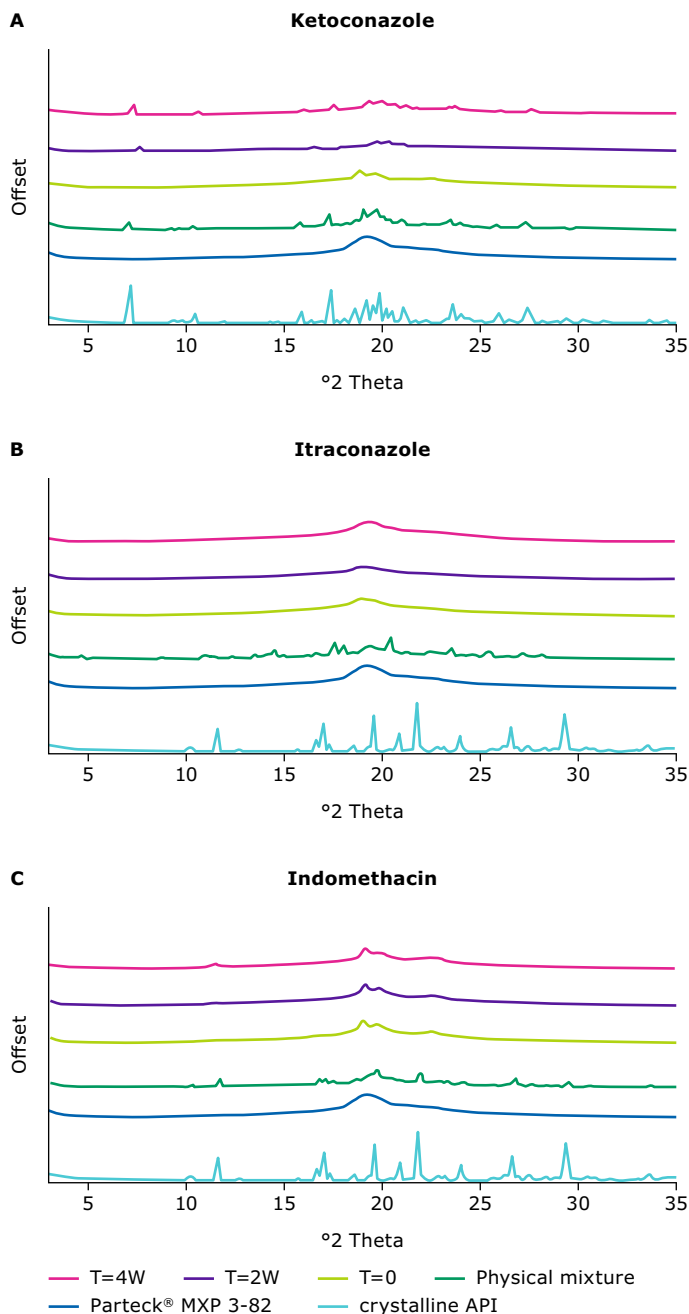 A Ketoconazole
Offset
5 10 15 20 25 30 35
°2 Theta
B Itraconazole
Offset
5 10 15 20 25 30 35
°2 Theta
C Indomethacin
Offset
5 10 15 20 25 30 35
°2 Theta
T=4W T=2W T=0 Physical mixture
Parteck® MXP 3-82 crystalline API